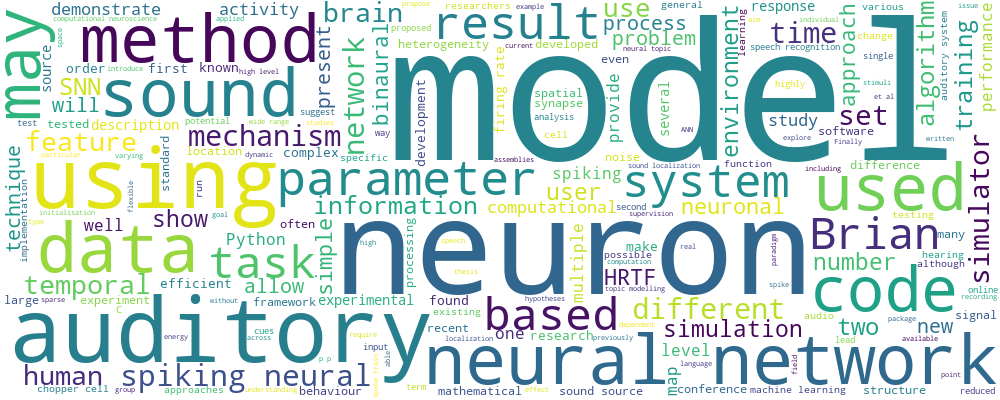 demonstrate
computational neuroscience
activity
brain
result
use
researchers
example
process
response
general
various
issue
applied
propose
space
may
source
method
present
heterogeneity
proposed
current
developed
problem
neural topic
even
environment
learning
time
speech recognition
individual
change
approach
algorithm
auditory system
performance
order
first
known
high level
introduce
SNN
will
sound
suggest
network
binaural
model
single
highly
stimuli
et al
training
test
tested
description
potential
wide range
studies
feature
mechanism
location
dynamic
complex
way
specific
development
firing rate
spatial
synapse
analysis
cell
provide
several
ANN
study
explore
set
software
Finally
written
technique
implementation
particular
varying
standard
using
flexible
run
parameter
assemblies
noise
sound localization
spiking
user
function
system
including
difference
used
simulator
initialisation
type
show
goal
well
often
information
computational
second
supervision
neuronal
testing
data
task
Python
simple
high
neuron
processing
speech
thesis
multiple
make
possible
computation
HRTF
real
topic modelling
spike
paradigm
Brian
number
hearing
although
many
online
recording
temporal
efficient
allow
large
sparse
experiment
without
framework
experimental
found
existing
hypotheses
different
code
c
auditory
energy
cues
across
require
recent
localization
input
able
based
one
research
previously
dependent
simulation
audio
two
lead
package
available
new
signal
human
spiking neural
p p
spike train
level
map
language
neural network
field
point
chopper cell
group
approaches
understanding
behaviour
term
mathematical
effect
sound source
conference
machine learning
structure
reduced